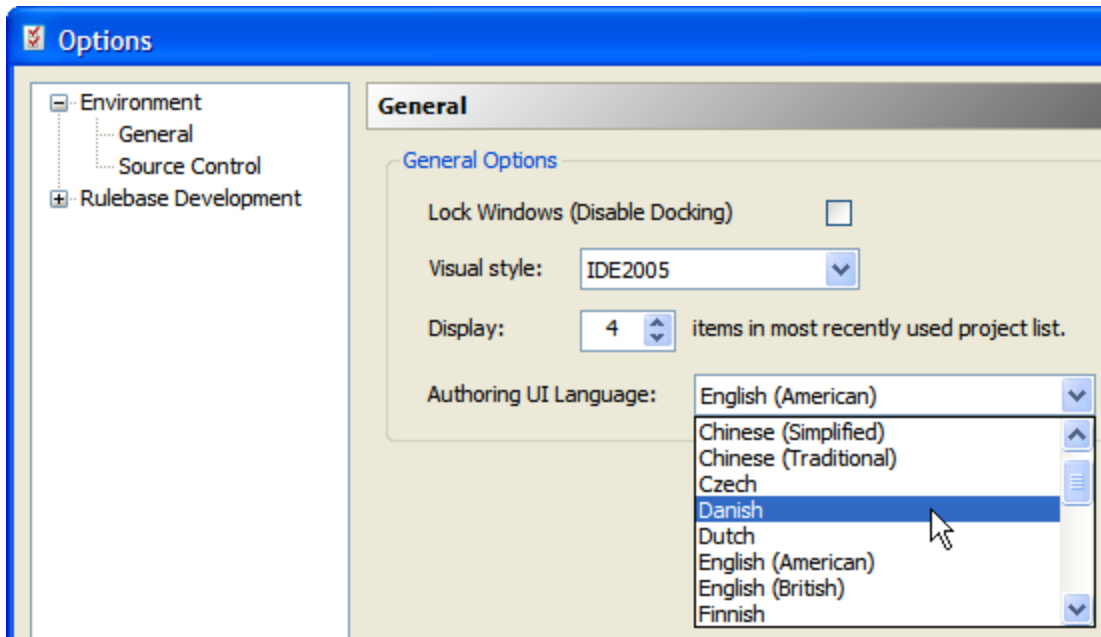 Options
Environment
General
Source Control
Rulebase Development
General
General Options
Lock Windows (Disable Docking)
Visual style: IDE2005
Display: 4 items in most recently used project list.
Authoring UI Language: English (American)
Chinese (Simplified)
Chinese (Traditional)
Czech
Danish
Dutch
English (American)
English (British)
Finnish